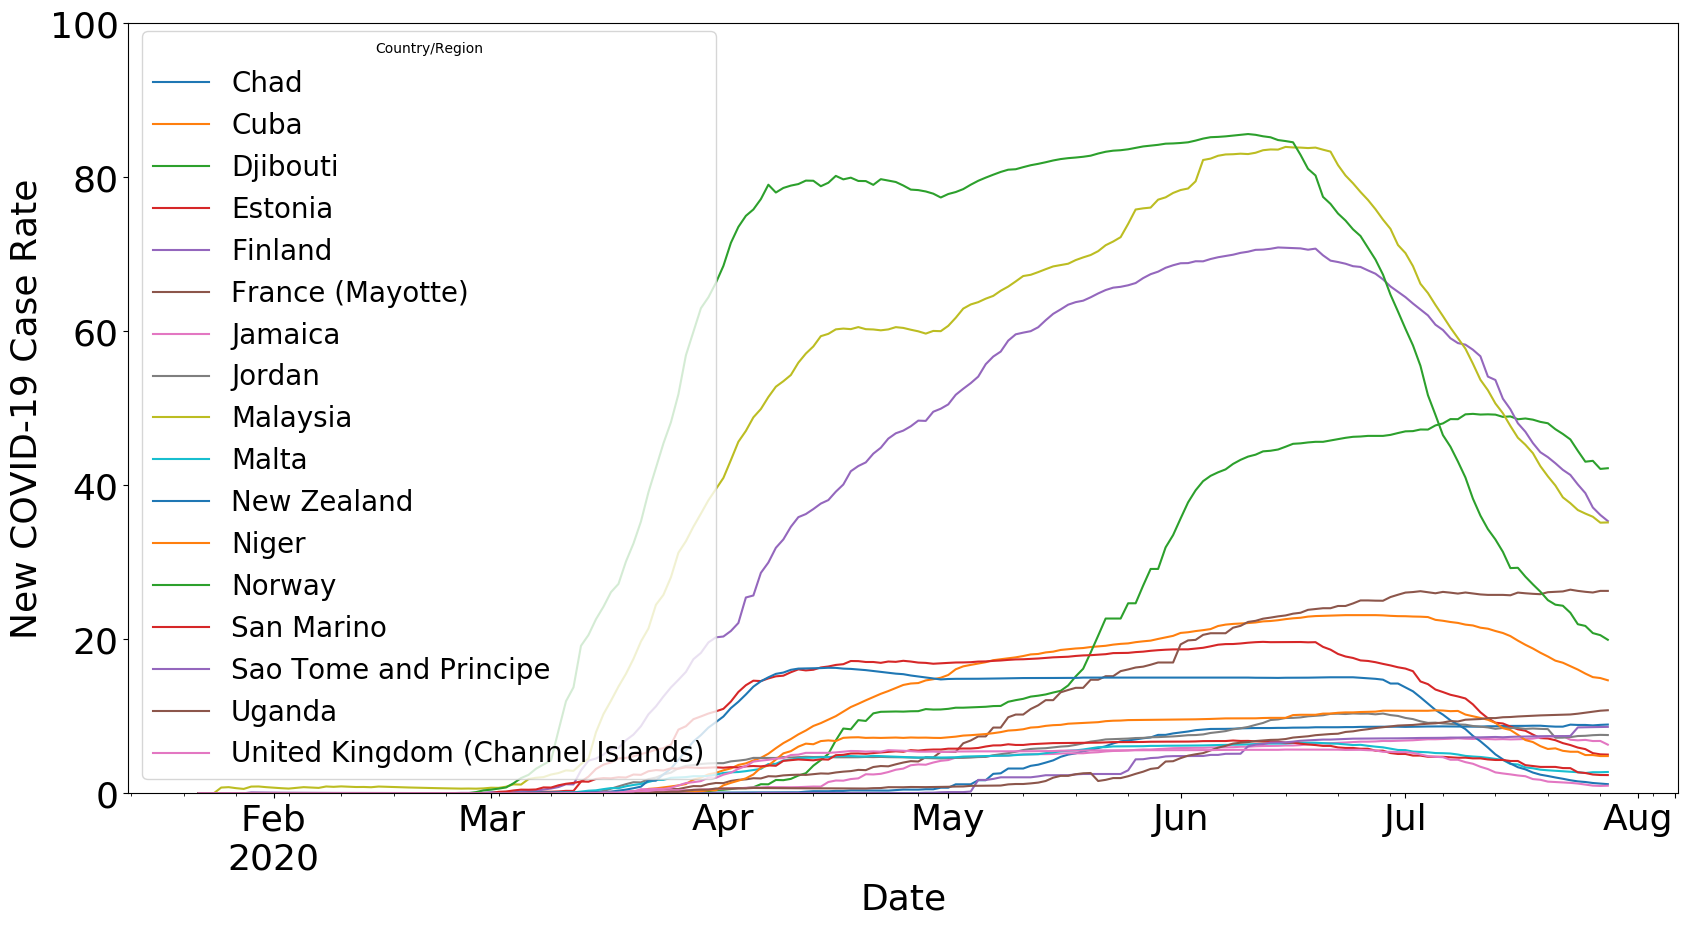 New COVID-19 Case Rate
100
80
60
40
20
0
Country/Region
Chad
Cuba
Djibouti
Estonia
Finland
France (Mayotte)
Jamaica
Jordan
Malaysia
Malta
New Zealand
Niger
Norway
San Marino
Sao Tome and Principe
Uganda
United Kingdom (Channel Islands)
Feb Mar Apr May Jun Jul Aug
2020
Date